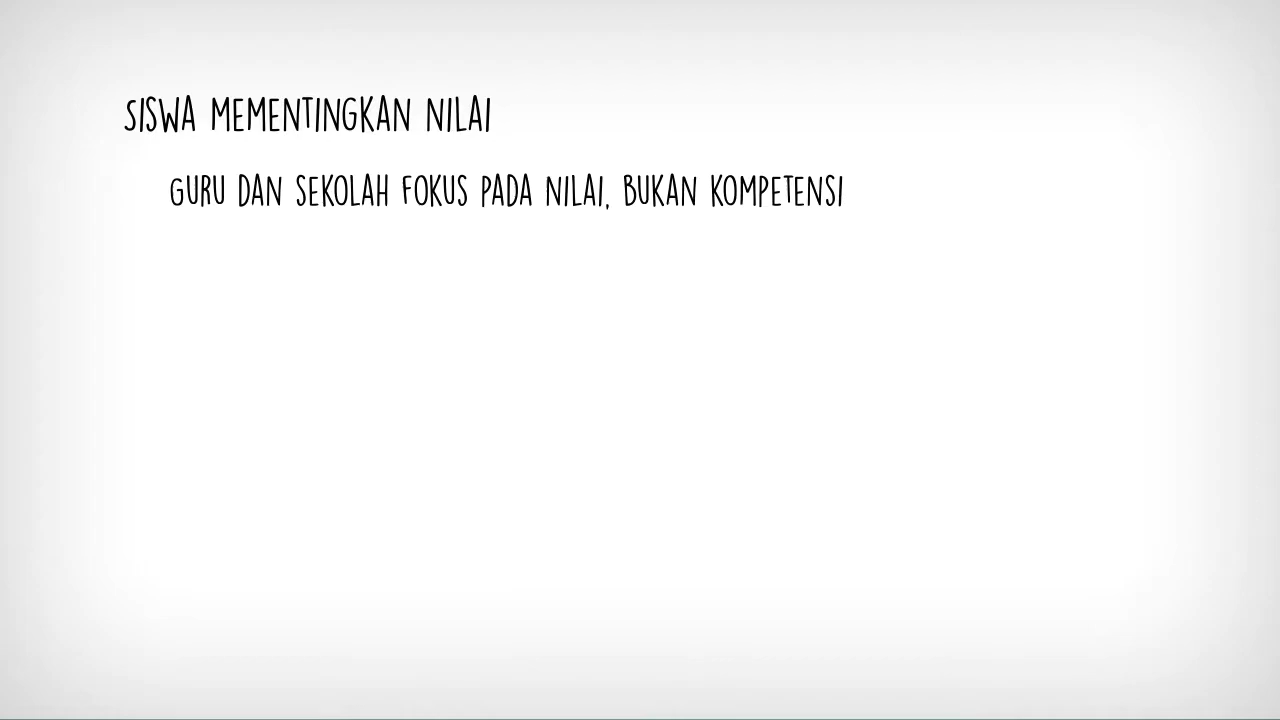 SISWA MEMENTINGKAN NILAI
GURU DAN SEKOLAH FOKUS PADA NILAI, BUKAN KOMPETENSI